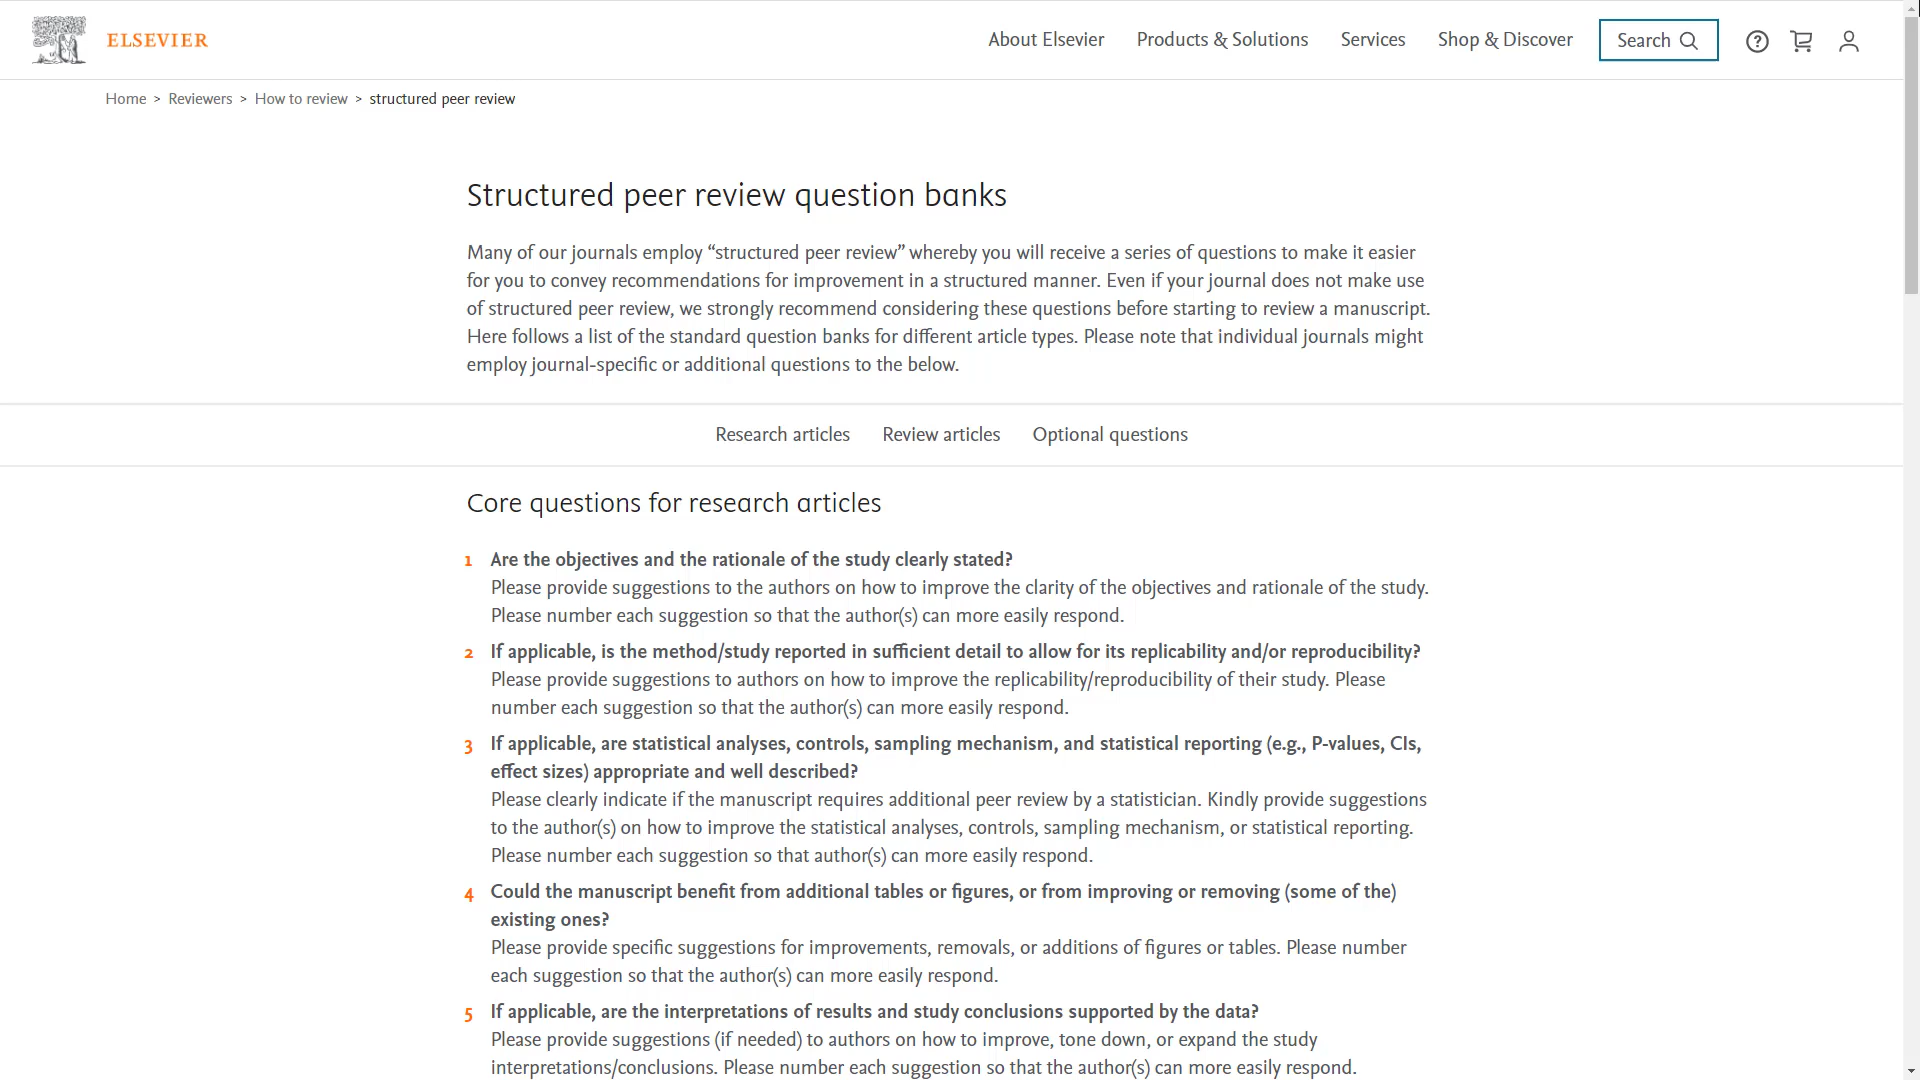 ELSEVIER
About Elsevier
Products & Solutions
Services
Shop & Discover
Search
Home > Reviewers > How to review > structured peer review
Structured peer review question banks
Many of our journals employ “structured peer review” whereby you will receive a series of questions to make it easier
for you to convey recommendations for improvement in a structured manner. Even if your journal does not make use
of structured peer review, we strongly recommend considering these questions before starting to review a manuscript.
Here follows a list of the standard question banks for different article types. Please note that individual journals might
employ journal-specific or additional questions to the below.
Research articles
Review articles
Optional questions
Core questions for research articles
1 Are the objectives and the rationale of the study clearly stated?
Please provide suggestions to the authors on how to improve the clarity of the objectives and rationale of the study.
Please number each suggestion so that the author(s) can more easily respond.
2 If applicable, is the method/study reported in sufficient detail to allow for its replicability and/or reproducibility?
Please provide suggestions to authors on how to improve the replicability/reproducibility of their study. Please
number each suggestion so that the author(s) can more easily respond.
3 If applicable, are statistical analyses, controls, sampling mechanism, and statistical reporting (e.g., P-values, CIs,
effect sizes) appropriate and well described?
Please clearly indicate if the manuscript requires additional peer review by a statistician. Kindly provide suggestions
to the author(s) on how to improve the statistical analyses, controls, sampling mechanism, or statistical reporting.
Please number each suggestion so that author(s) can more easily respond.
4 Could the manuscript benefit from additional tables or figures, or from improving or removing (some of the)
existing ones?
Please provide specific suggestions for improvements, removals, or additions of figures or tables. Please number
each suggestion so that the author(s) can more easily respond.
5 If applicable, are the interpretations of results and study conclusions supported by the data?
Please provide suggestions (if needed) to authors on how to improve, tone down, or expand the study
interpretations/conclusions. Please number each suggestion so that the author(s) can more easily respond.